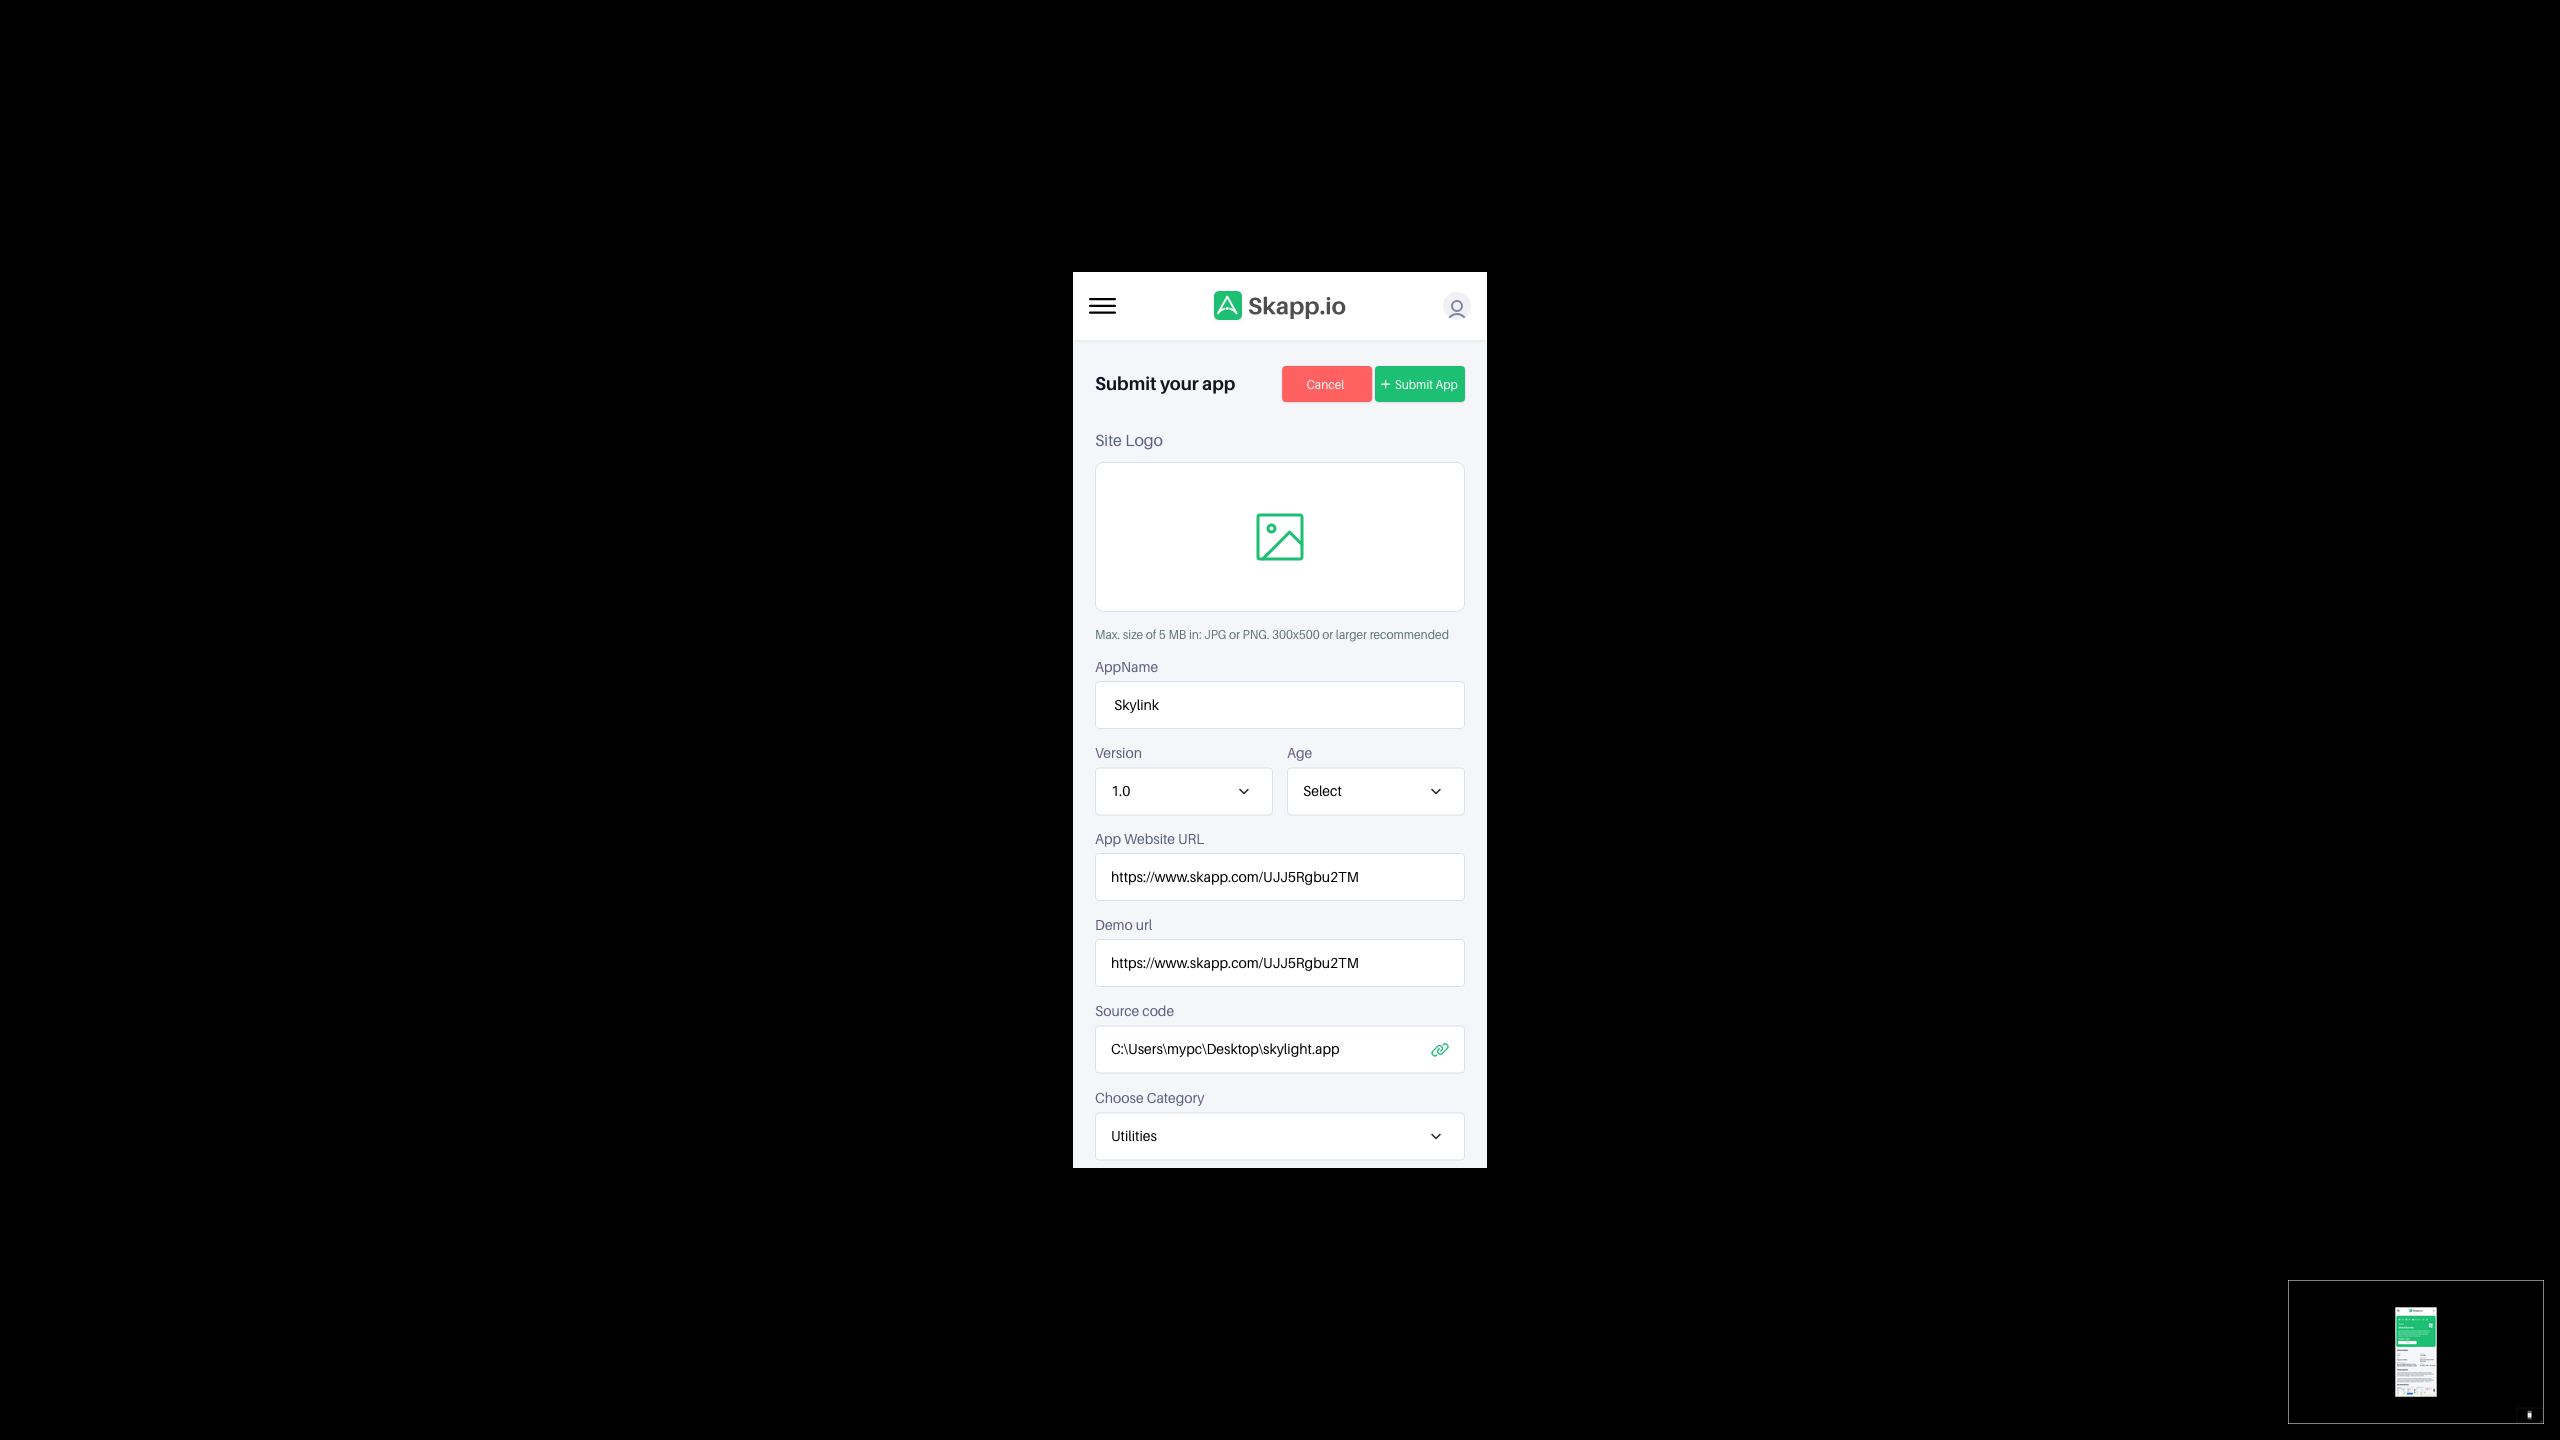 Skapp.io
Submit your app
Cancel
+ Submit App
Site Logo
Max. size of 5 MB in: JPG or PNG. 300x500 or larger recommended
AppName
Skylink
Version
Age
1.0
Select
App Website URL
https://www.skapp.com/UJJ5Rgbu2TM
Demo url
https://www.skapp.com/UJJ5Rgbu2TM
Source code
C:\Users\mypc\Desktop\skylight.app
Choose Category
Utilities